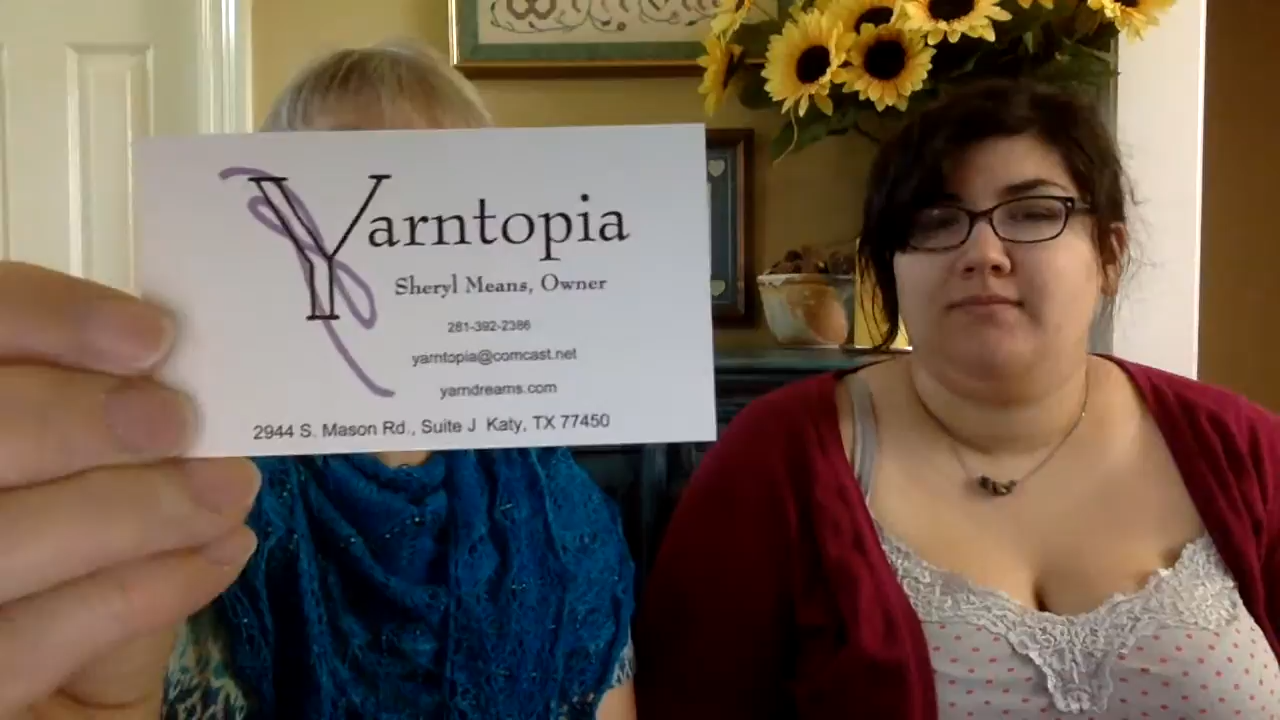 Yarntopia
Sheryl Means, Owner
281-392-2386
yarntopia@comcast.net
yarndreams.com
2944 S. Mason Rd., Suite J Katy, TX 77450